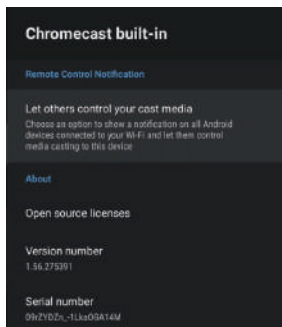 Chromecast built-in
Remote Control Notification
Let others control your cast media
Choose an option to show a notification on all Android
devices connected to your Wi-Fi and let them control
media casting to this device
About
Open source licenses
Version number
1.56.275391
Serial number